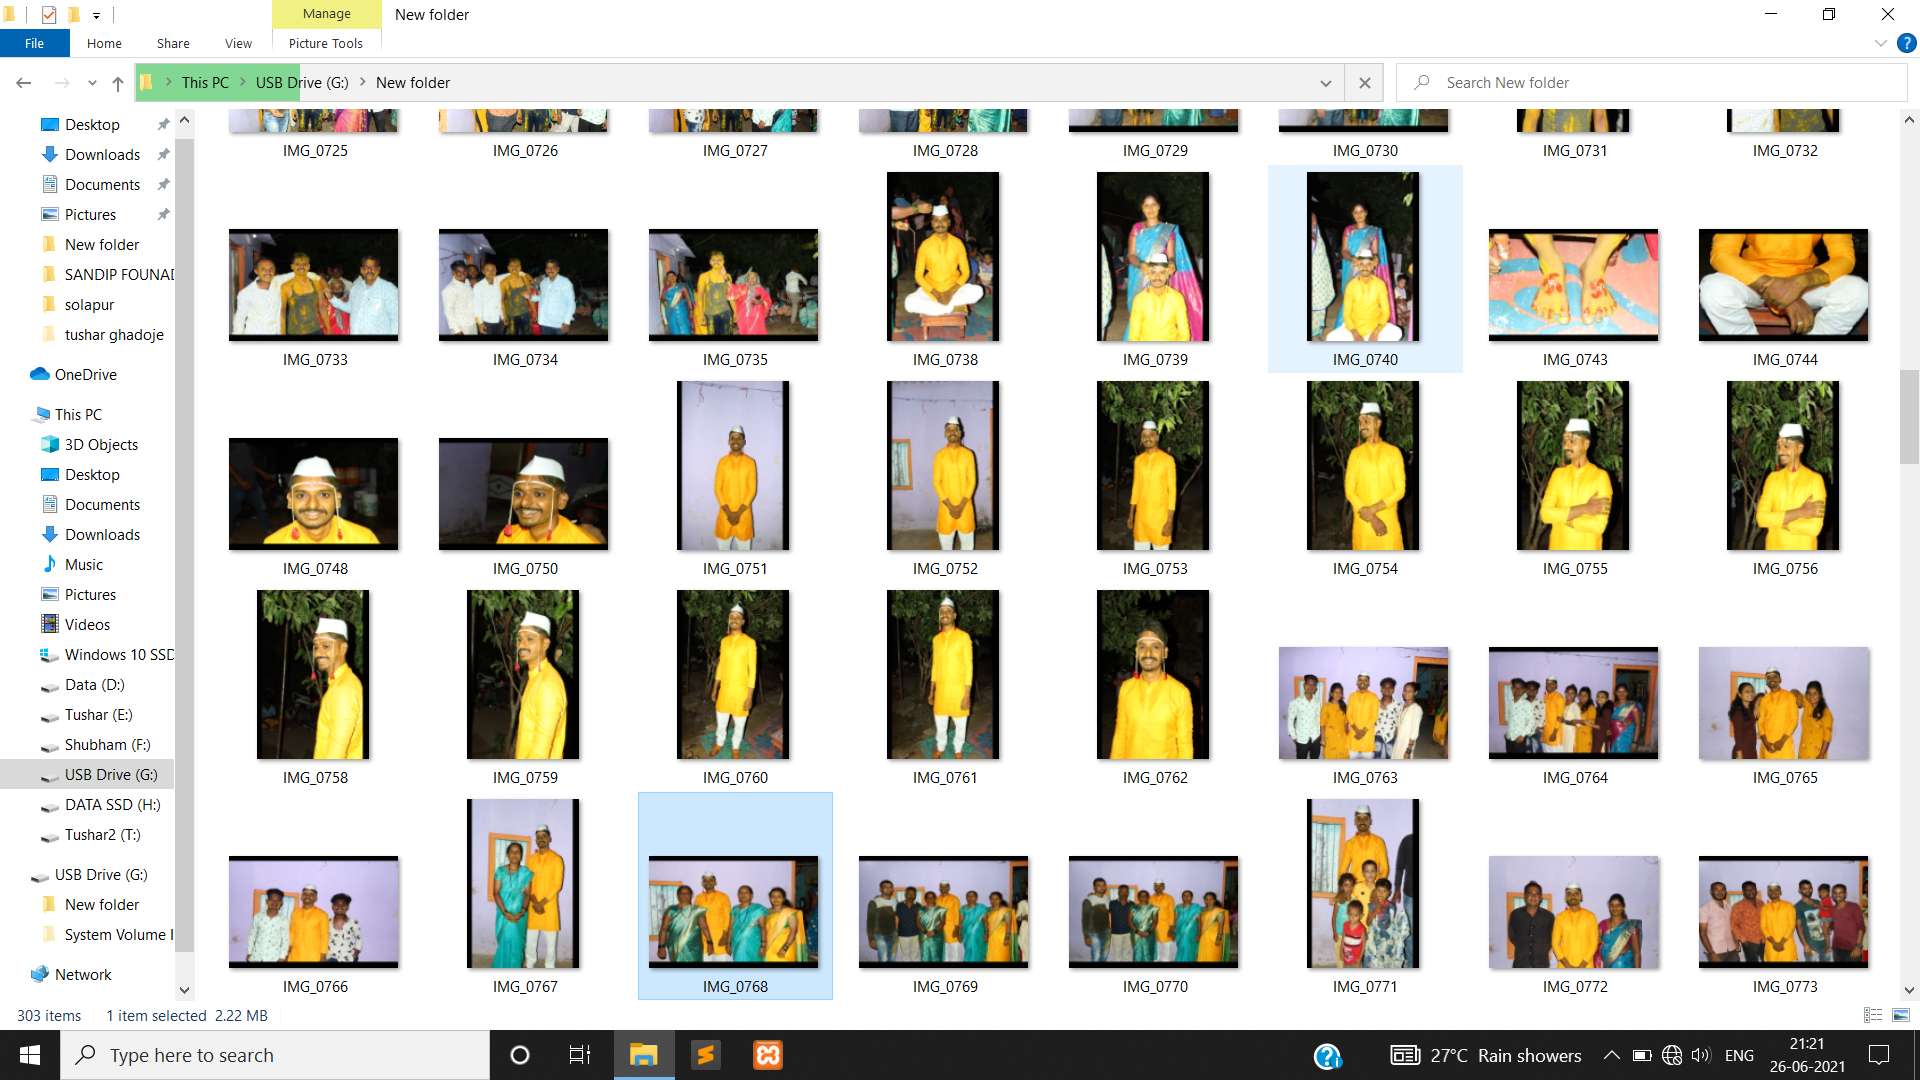 Manage
New folder
File
Home
Share
View
Picture Tools
This PC
USB Drive (G:)
New folder
Search New folder
Desktop
Downloads
Documents
Pictures
New folder
SANDIP FOUNAD
solapur
tushar ghadoje
OneDrive
This PC
3D Objects
Desktop
Documents
Downloads
Music
Pictures
Videos
Windows 10 SSD
Data (D:)
Tushar (E:)
Shubham (F:)
USB Drive (G:)
DATA SSD (H:)
Tushar2 (T:)
USB Drive (G:)
New folder
System Volume I
Network
IMG_0725 IMG_0726 IMG_0727 IMG_0728 IMG_0729 IMG_0730 IMG_0731 IMG_0732
IMG_0733 IMG_0734 IMG_0735 IMG_0738 IMG_0739 IMG_0740 IMG_0743 IMG_0744
IMG_0748 IMG_0750 IMG_0751 IMG_0752 IMG_0753 IMG_0754 IMG_0755 IMG_0756
IMG_0758 IMG_0759 IMG_0760 IMG_0761 IMG_0762 IMG_0763 IMG_0764 IMG_0765
IMG_0766 IMG_0767 IMG_0768 IMG_0769 IMG_0770 IMG_0771 IMG_0772 IMG_0773
303 items 1 item selected 2.22 MB
Type here to search
27°C Rain showers
ENG
21:21
26-06-2021